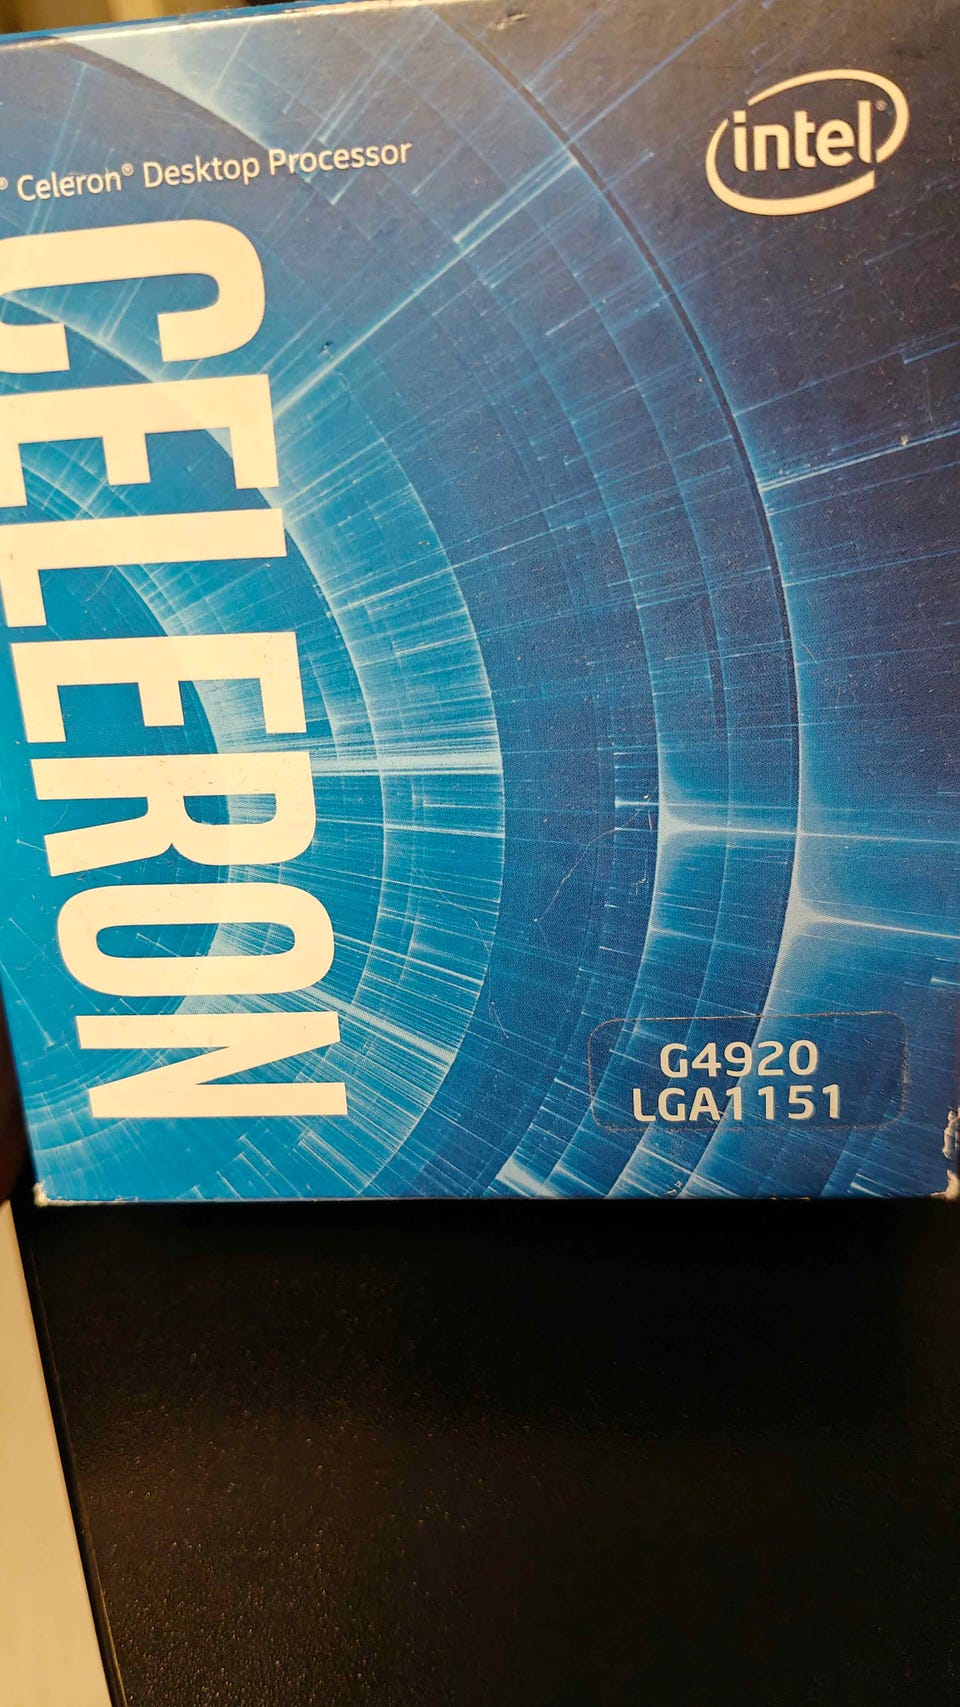 ® Celeron® Desktop Processor
intel®
CELERON
G4920
LGA1151